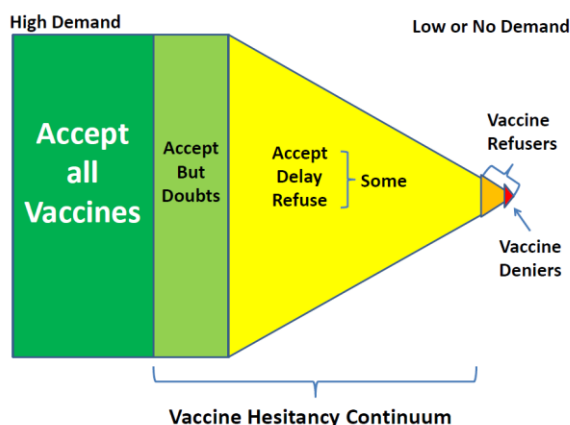 High Demand
Low or No Demand
Accept
all
Vaccines
Accept
But
Doubts
Accept
Delay
Refuse
Some
Vaccine
Refusers
Vaccine
Deniers
Vaccine Hesitancy Continuum